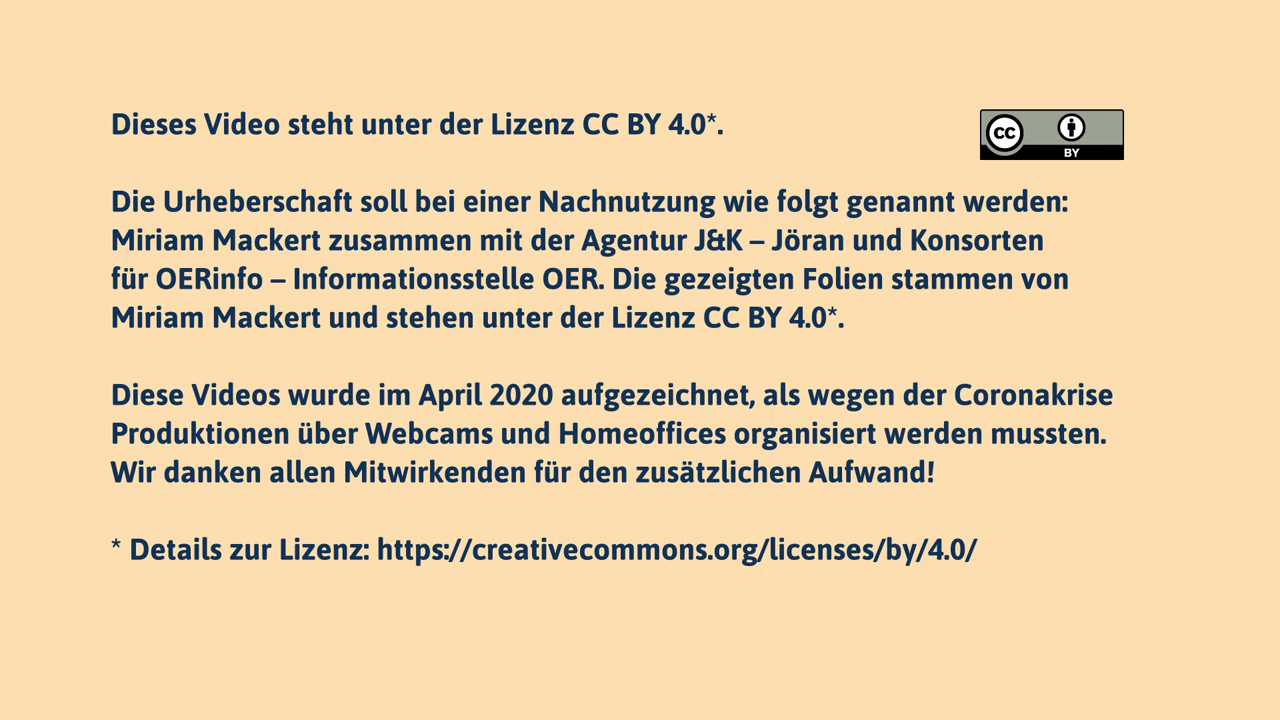 Dieses Video steht unter der Lizenz CC BY 4.0*.
CC
BY
Die Urheberschaft soll bei einer Nachnutzung wie folgt genannt werden:
Miriam Mackert zusammen mit der Agentur J&K – Jöran und Konsorten
für OERinfo – Informationsstelle OER. Die gezeigten Folien stammen von
Miriam Mackert und stehen unter der Lizenz CC BY 4.0*.
Diese Videos wurde im April 2020 aufgezeichnet, als wegen der Coronakrise
Produktionen über Webcams und Homeoffices organisiert werden mussten.
Wir danken allen Mitwirkenden für den zusätzlichen Aufwand!
* Details zur Lizenz: https://creativecommons.org/licenses/by/4.0/